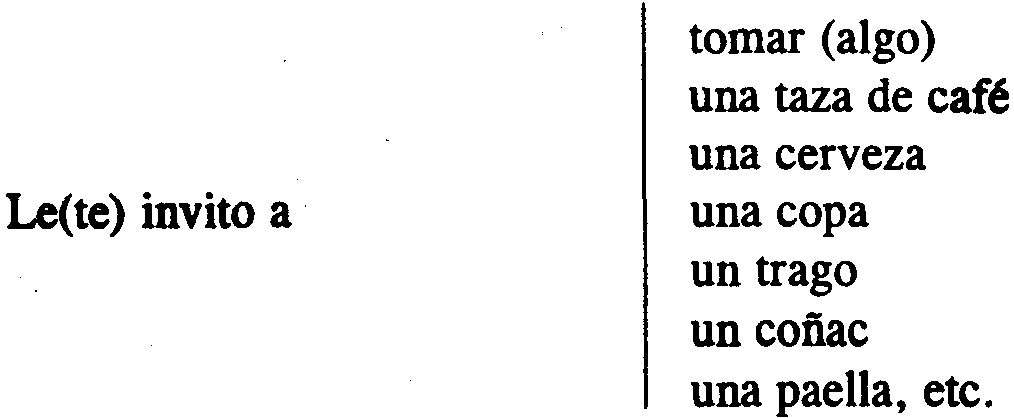 Le(te) invito a
tomar (algo)
una taza de café
una cerveza
una copa
un trago
un coñac
una paella, etc.